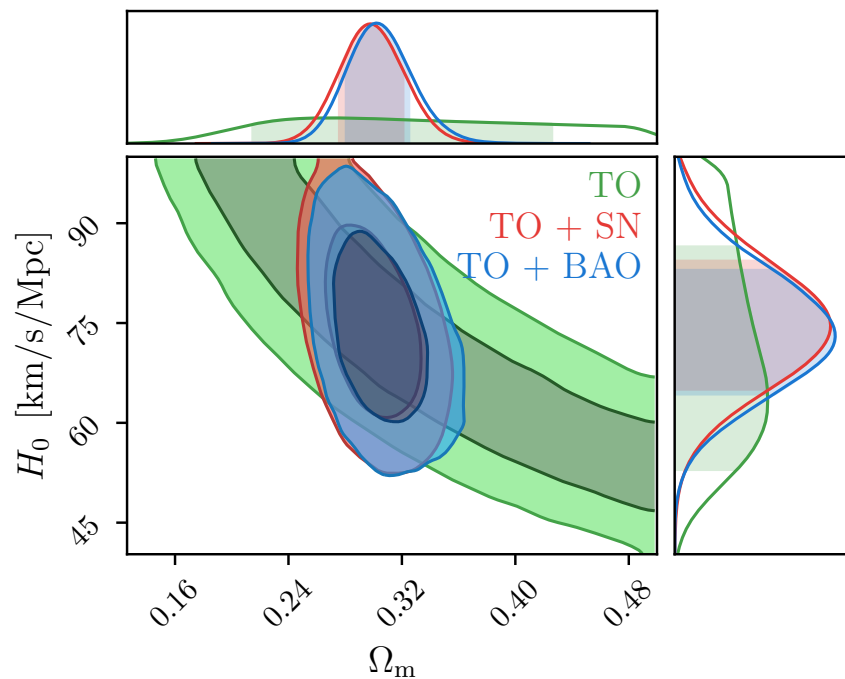 TO
TO + SN
TO + BAO
90
75
60
45
H₀ [km/s/Mpc]
0.16 0.24 0.32 0.40 0.48
Ωₘ